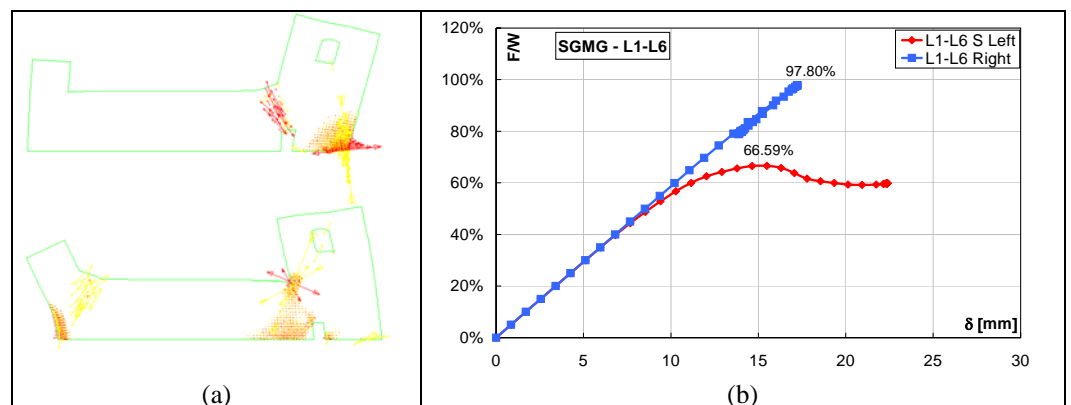 120%
100%
80%
60%
40%
20%
0%
F/W
SGMG - L1-L6
L1-L6 S Left
L1-L6 Right
97.80%
66.59%
δ [mm]
0 5 10 15 20 25 30
(a)
(b)